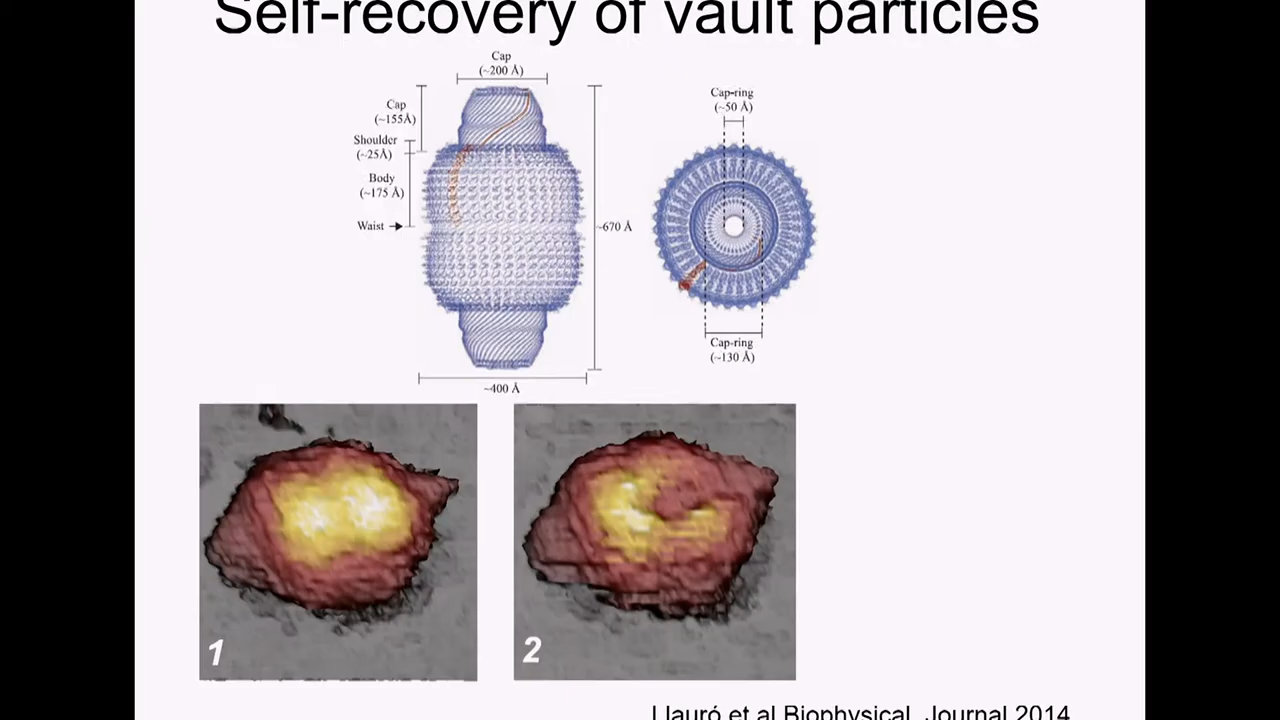 Self-recovery of vault particles
Cap
(~200 Å)
Cap
(~155Å)
Shoulder
(~25Å)
Body
(~175 Å)
Waist
~670 Å
~400 Å
Cap-ring
(~50 Å)
Cap-ring
(~130 Å)
1
2
Llauró et al Biophysical Journal 2014